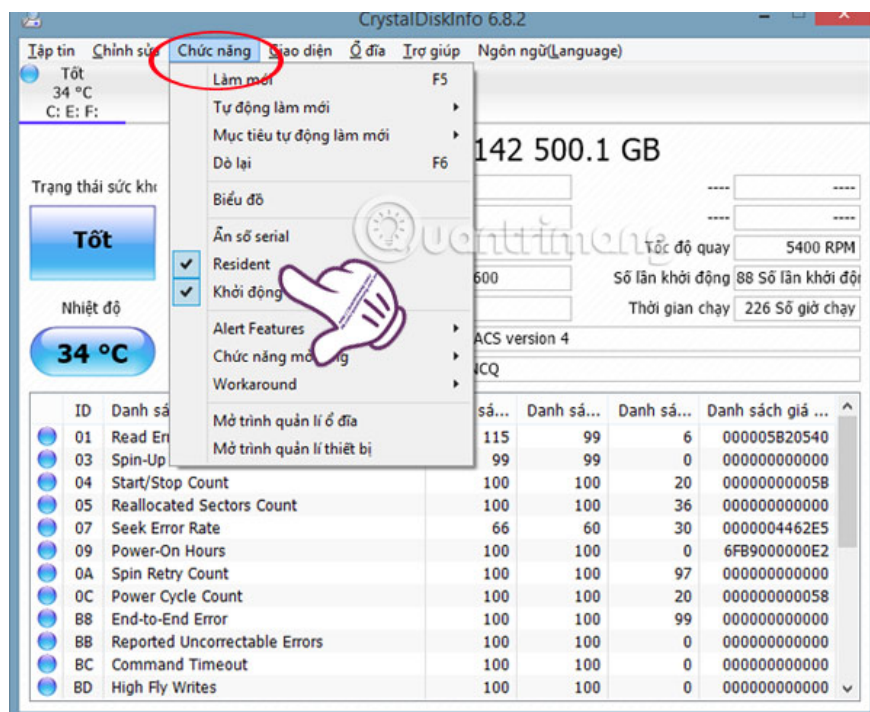 CrystalDiskInfo 6.8.2
Tập tin Chỉnh sửa Chức năng Giao diện Ổ đĩa Trợ giúp Ngôn ngữ(Language)
Tốt
34 °C
C: E: F:
Làm mới F5
Tự động làm mới
Mục tiêu tự động làm mới
Dò lại F6
Biểu đồ
Ẩn số serial
Resident
Khởi động
Alert Features
Chức năng mở rộng
Workaround
Mở trình quản lí ổ đĩa
Mở trình quản lí thiết bị
142 500.1 GB
Trạng thái sức kh
Tốt
Nhiệt độ
34 °C
---- ----
---- ----
Quantrimang
Tốc độ quay 5400 RPM
600 Số lần khởi động 88 Số lần khởi độn
Thời gian chạy 226 Số giờ chạy
ACS version 4
NCQ
ID Danh sá sá... Danh sá... Danh sá... Danh sách giá ...
01 Read Er 115 99 6 000005B20540
03 Spin-Up 99 99 0 000000000000
04 Start/Stop Count 100 100 20 00000000005B
05 Reallocated Sectors Count 100 100 36 000000000000
07 Seek Error Rate 66 60 30 0000004462E5
09 Power-On Hours 100 100 0 6FB9000000E2
0A Spin Retry Count 100 100 97 000000000000
0C Power Cycle Count 100 100 20 000000000058
B8 End-to-End Error 100 100 99 000000000000
BB Reported Uncorrectable Errors 100 100 0 000000000000
BC Command Timeout 100 100 0 000000000000
BD High Fly Writes 100 100 0 000000000000